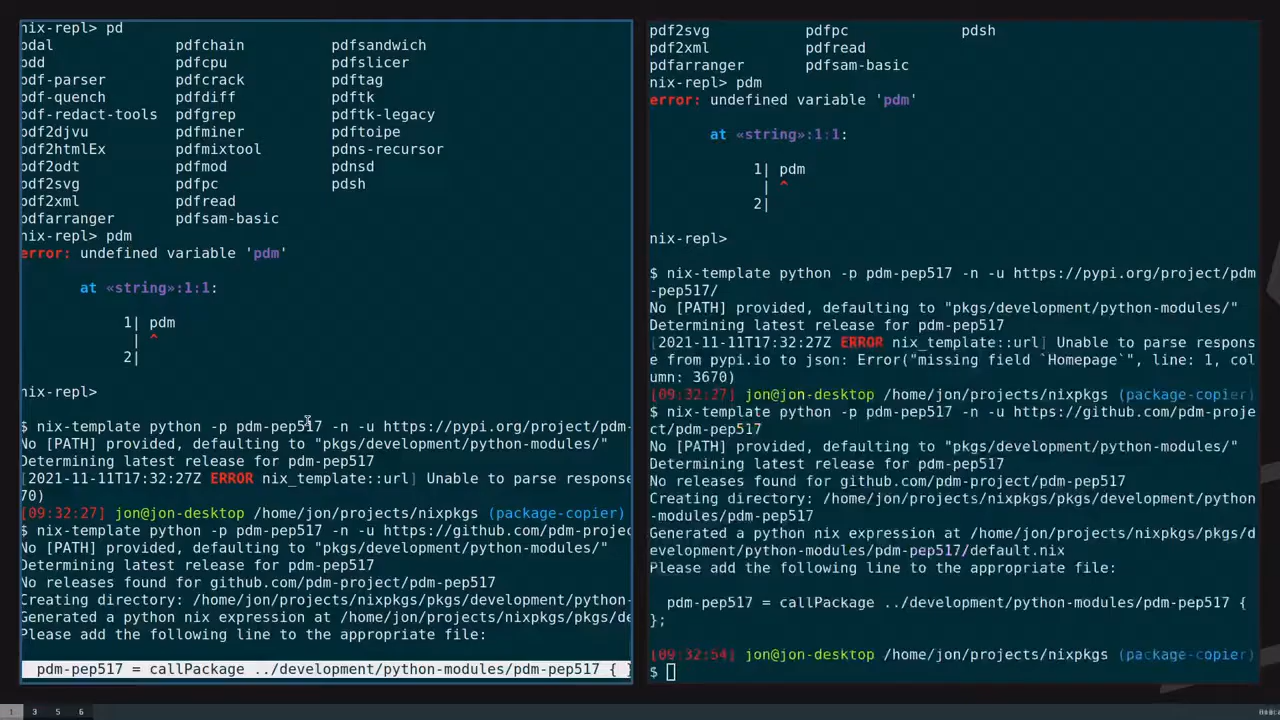 nix-repl> pd
pdal pdfchain pdfsandwich
pdd pdfcpu pdfslicer
pdf-parser pdfcrack pdftag
pdf-quench pdfdiff pdftk
pdf-redact-tools pdfgrep pdftk-legacy
pdf2djvu pdfminer pdftoipe
pdf2htmlEx pdfmixtool pdns-recursor
pdf2odt pdfmod pdnsd
pdf2svg pdfpc pdsh
pdf2xml pdfread
pdfarranger pdfsam-basic
nix-repl> pdm
error: undefined variable 'pdm'
at «string»:1:1:
1| pdm
| ^
2|
nix-repl>
$ nix-template python -p pdm-pep517 -n -u https://pypi.org/project/pdm-
No [PATH] provided, defaulting to "pkgs/development/python-modules/"
Determining latest release for pdm-pep517
[2021-11-11T17:32:27Z ERROR nix_template::url] Unable to parse response
70)
[09:32:27] jon@jon-desktop /home/jon/projects/nixpkgs (package-copier)
$ nix-template python -p pdm-pep517 -n -u https://github.com/pdm-projec
No [PATH] provided, defaulting to "pkgs/development/python-modules/"
Determining latest release for pdm-pep517
No releases found for github.com/pdm-project/pdm-pep517
Creating directory: /home/jon/projects/nixpkgs/pkgs/development/python-
Generated a python nix expression at /home/jon/projects/nixpkgs/pkgs/de
Please add the following line to the appropriate file:
pdm-pep517 = callPackage ../development/python-modules/pdm-pep517 { }
pdf2svg pdfpc pdsh
pdf2xml pdfread
pdfarranger pdfsam-basic
nix-repl> pdm
error: undefined variable 'pdm'
at «string»:1:1:
1| pdm
| ^
2|
nix-repl>
$ nix-template python -p pdm-pep517 -n -u https://pypi.org/project/pdm
-pep517/
No [PATH] provided, defaulting to "pkgs/development/python-modules/"
Determining latest release for pdm-pep517
[2021-11-11T17:32:27Z ERROR nix_template::url] Unable to parse respons
e from pypi.io to json: Error("missing field `Homepage`", line: 1, col
umn: 3670)
[09:32:27] jon@jon-desktop /home/jon/projects/nixpkgs (package-copier)
$ nix-template python -p pdm-pep517 -n -u https://github.com/pdm-proje
ct/pdm-pep517
No [PATH] provided, defaulting to "pkgs/development/python-modules/"
Determining latest release for pdm-pep517
No releases found for github.com/pdm-project/pdm-pep517
Creating directory: /home/jon/projects/nixpkgs/pkgs/development/python
-modules/pdm-pep517
Generated a python nix expression at /home/jon/projects/nixpkgs/pkgs/d
evelopment/python-modules/pdm-pep517/default.nix
Please add the following line to the appropriate file:
pdm-pep517 = callPackage ../development/python-modules/pdm-pep517 {
};
[09:32:54] jon@jon-desktop /home/jon/projects/nixpkgs (package-copier)
$
1 3 5 6